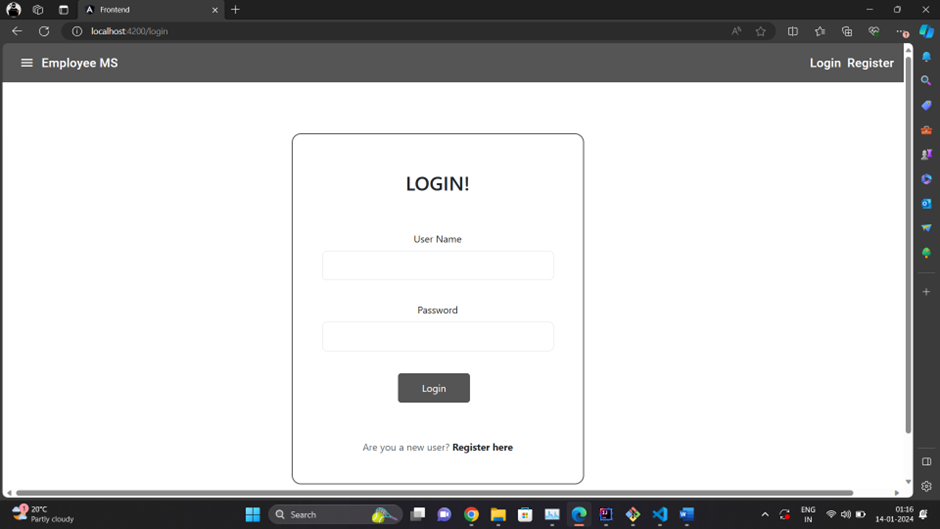 Frontend
localhost:4200/login
Employee MS
Login Register
LOGIN!
User Name
Password
Login
Are you a new user? Register here
20°C
Partly cloudy
Search
ENG
IN
01:16
14-01-2024